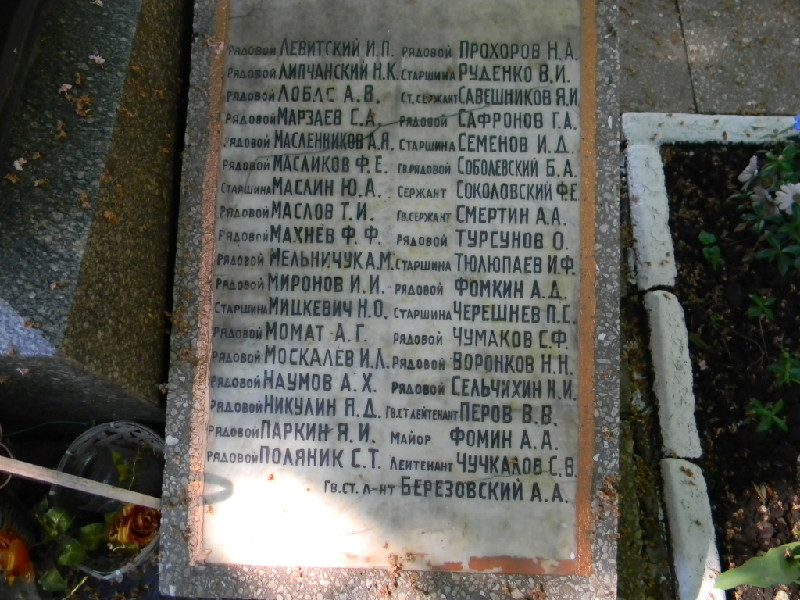 Рядовой Левитский И.П. Рядовой Прохоров Н.А.
Рядовой Липчанский Н.К. Старшина Руденко В.И.
Рядовой Лобас А.В. Ст.сержант Савешников Я.И
Рядовой Марзаев С.А. Рядовой Сафронов Г.А.
Рядовой Масленников А.Я. Старшина Семенов И.Д.
Рядовой Масликов Ф.Е. Гв.рядовой Соболевский Б.А.
Старшина Маслин Ю.А. Сержант Соколовский Ф.Е
Рядовой Маслов Т.И. Гв.сержант Смертин А.А.
Рядовой Махнев Ф.Ф. Рядовой Турсунов О.
Рядовой Мельничук А.М. Старшина Тюлюпаев И.Ф.
Рядовой Миронов И.И. Рядовой Фомкин А.Д.
Старшина Мицкевич Н.О. Старшина Черешнев П.С.
Рядовой Момат А.Г. Рядовой Чумаков С.Ф.
Рядовой Москалев И.Л. Рядовой Воронков Н.Н.
Рядовой Наумов А.Х. Рядовой Сельчихин Н.И.
Рядовой Никулин Я.Д. Гв.ст.лейтенант Перов В.В.
Рядовой Паркин Я.И. Майор Фомин А.А.
Рядовой Поляник С.Т. Лейтенант Чучкалов С.В.
Гв.ст.л-нт Березовский А.А.